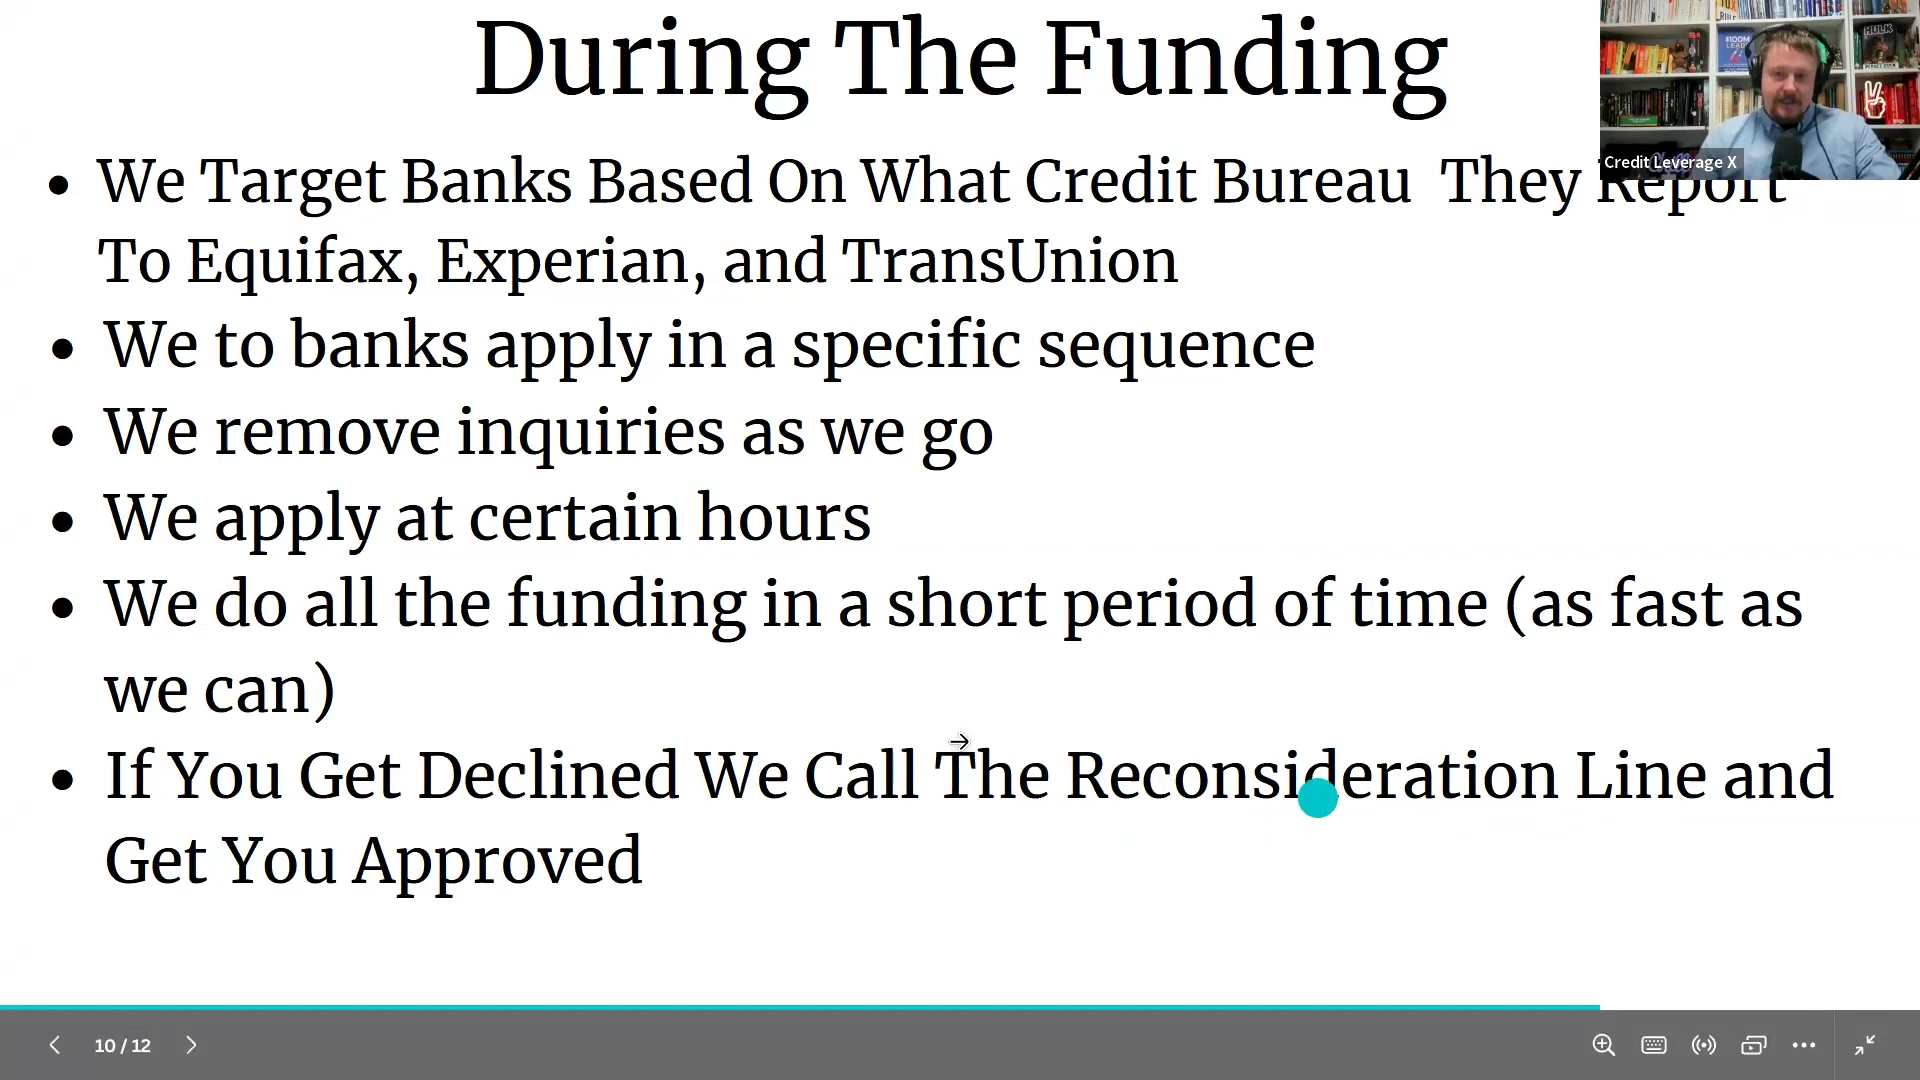 During The Funding
• We Target Banks Based On What Credit Bureau They Report
To Equifax, Experian, and TransUnion
• We to banks apply in a specific sequence
• We remove inquiries as we go
• We apply at certain hours
• We do all the funding in a short period of time (as fast as
we can)
• If You Get Declined We Call The Reconsideration Line and
Get You Approved
$100M
LEADS
HULK
Credit Leverage X
10 / 12